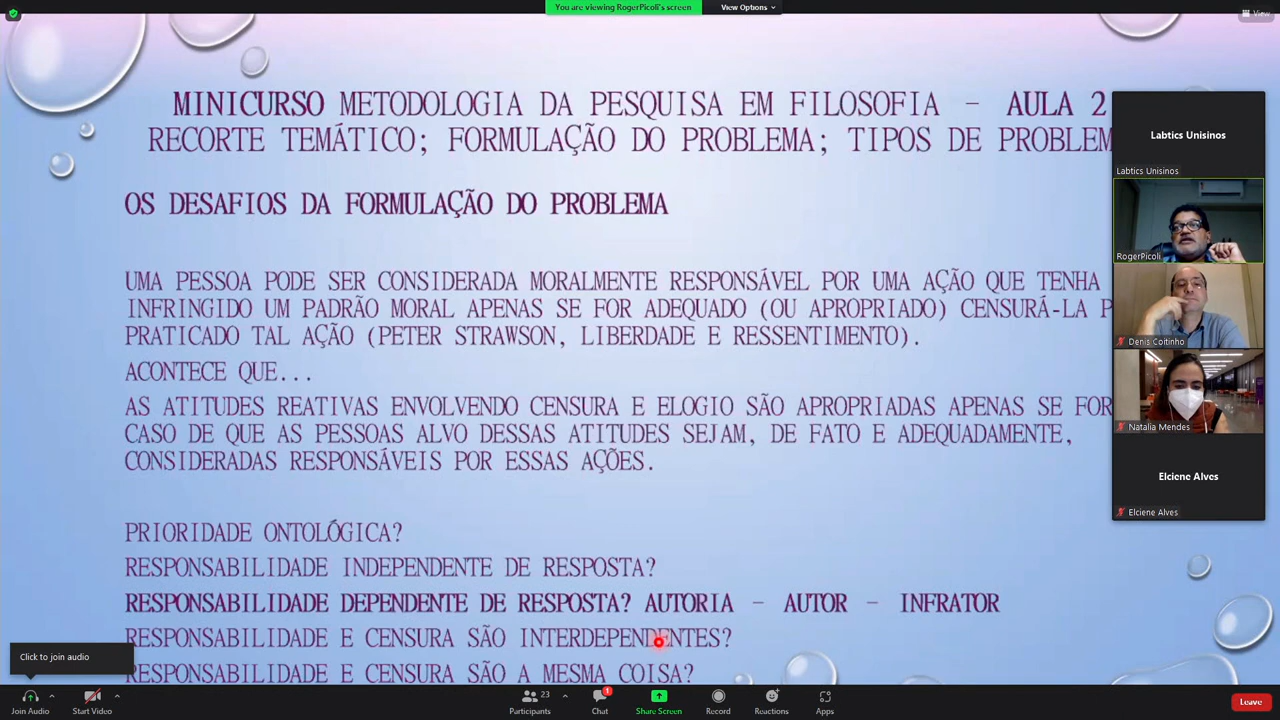 You are viewing RogerPicoli's screen
View Options
View
MINICURSO METODOLOGIA DA PESQUISA EM FILOSOFIA – AULA 2
RECORTE TEMÁTICO; FORMULAÇÃO DO PROBLEMA; TIPOS DE PROBLEM
OS DESAFIOS DA FORMULAÇÃO DO PROBLEMA
UMA PESSOA PODE SER CONSIDERADA MORALMENTE RESPONSÁVEL POR UMA AÇÃO QUE TENHA
INFRINGIDO UM PADRÃO MORAL APENAS SE FOR ADEQUADO (OU APROPRIADO) CENSURÁ-LA P
PRATICADO TAL AÇÃO (PETER STRAWSON, LIBERDADE E RESSENTIMENTO).
ACONTECE QUE...
AS ATITUDES REATIVAS ENVOLVENDO CENSURA E ELOGIO SÃO APROPRIADAS APENAS SE FOR
CASO DE QUE AS PESSOAS ALVO DESSAS ATITUDES SEJAM, DE FATO E ADEQUADAMENTE,
CONSIDERADAS RESPONSÁVEIS POR ESSAS AÇÕES.
PRIORIDADE ONTOLÓGICA?
RESPONSABILIDADE INDEPENDENTE DE RESPOSTA?
RESPONSABILIDADE DEPENDENTE DE RESPOSTA? AUTORIA – AUTOR – INFRATOR
RESPONSABILIDADE E CENSURA SÃO INTERDEPENDENTES?
RESPONSABILIDADE E CENSURA SÃO A MESMA COISA?
Labtics Unisinos
Labtics Unisinos
RogerPicoli
Denis Coitinho
Natalia Mendes
Elciene Alves
Elciene Alves
Click to join audio
Join Audio
Start Video
Participants
23
Chat
1
Share Screen
Record
Reactions
Apps
Leave